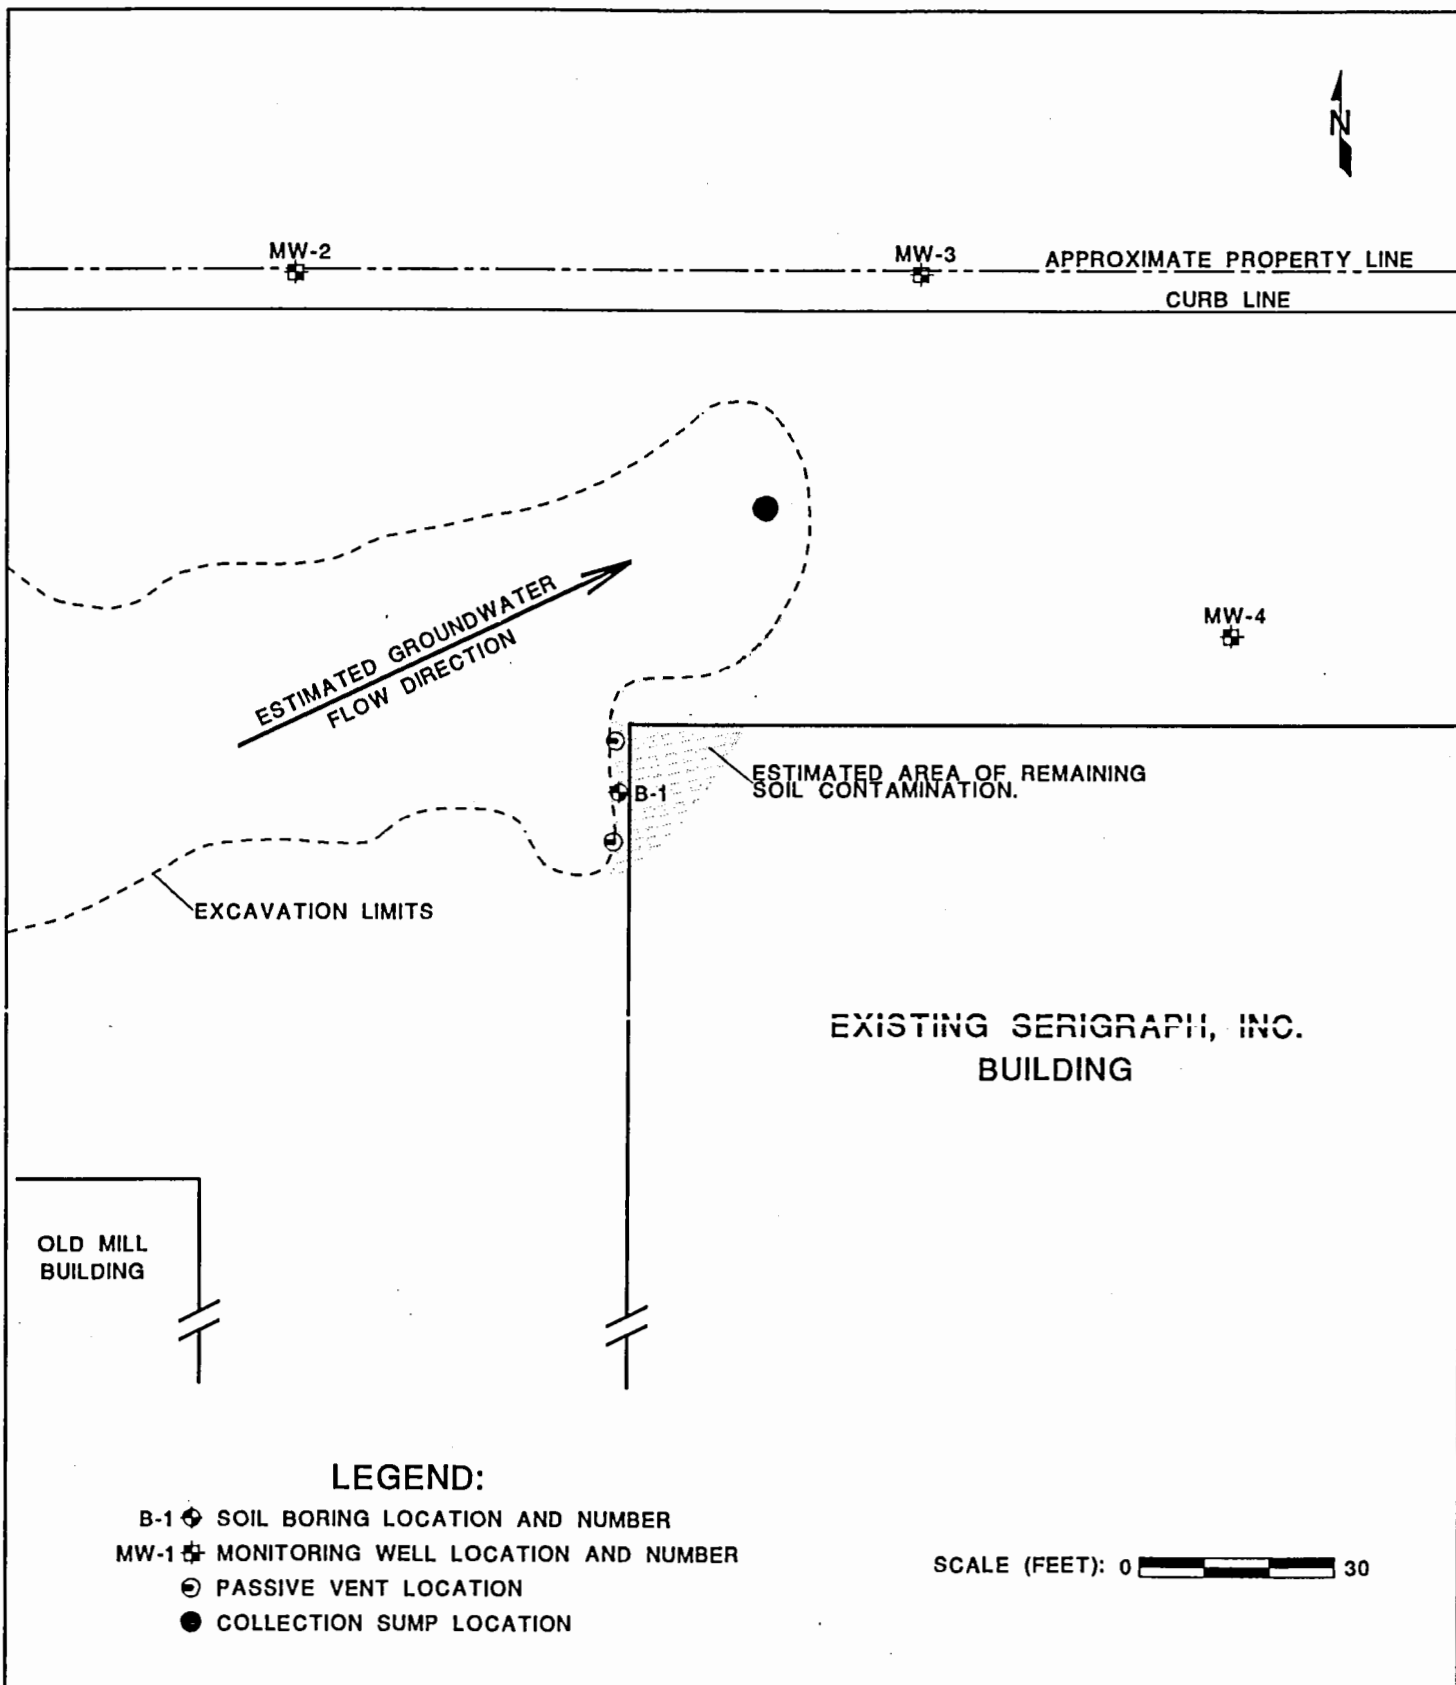 N
MW-2
MW-3
APPROXIMATE PROPERTY LINE
CURB LINE
ESTIMATED GROUNDWATER
FLOW DIRECTION
MW-4
ESTIMATED AREA OF REMAINING
SOIL CONTAMINATION.
B-1
EXCAVATION LIMITS
EXISTING SERIGRAPH, INC.
BUILDING
OLD MILL
BUILDING
LEGEND:
B-1 SOIL BORING LOCATION AND NUMBER
MW-1 MONITORING WELL LOCATION AND NUMBER
PASSIVE VENT LOCATION
COLLECTION SUMP LOCATION
SCALE (FEET): 0 30